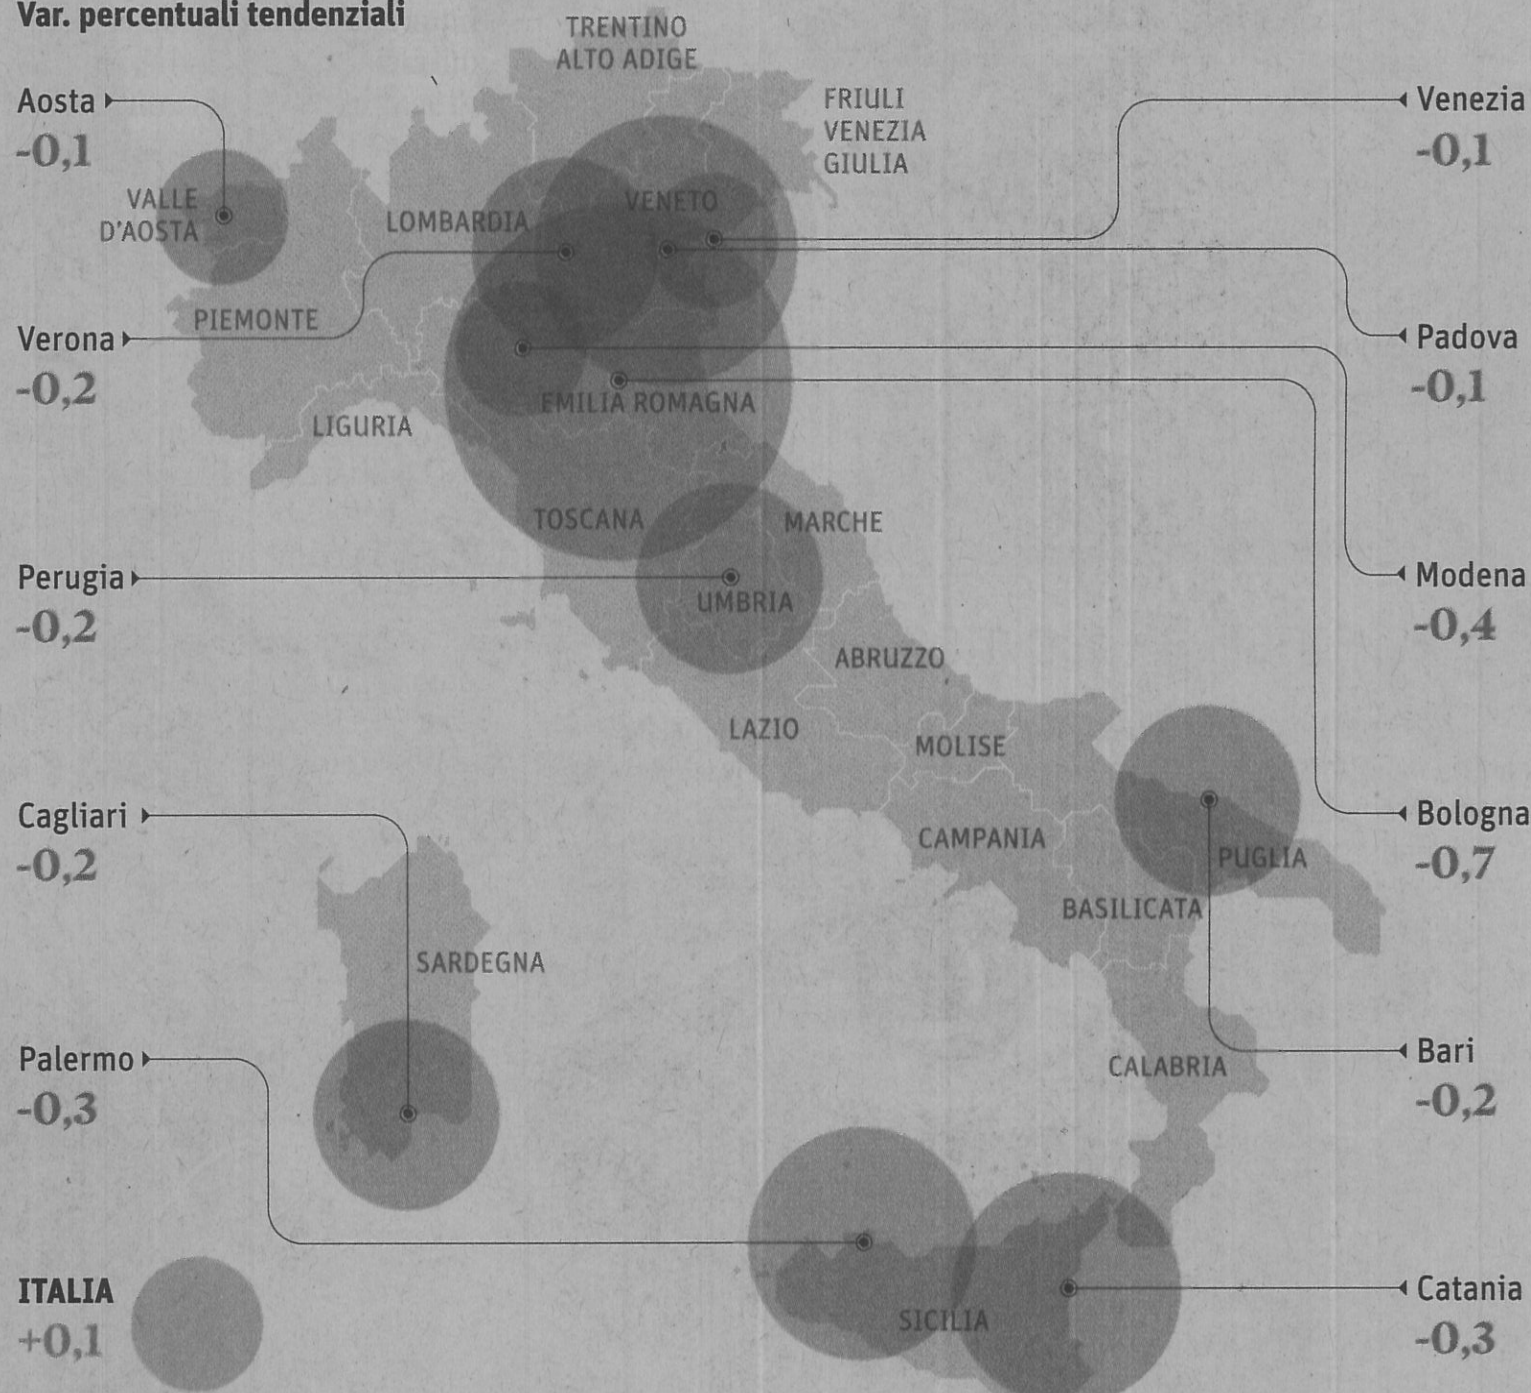 Var. percentuali tendenziali
Aosta
-0,1
Verona
-0,2
Perugia
-0,2
Cagliari
-0,2
Palermo
-0,3
ITALIA
+0,1
TRENTINO
ALTO ADIGE
FRIULI
VENEZIA
GIULIA
VALLE
D'AOSTA
LOMBARDIA
VENETO
PIEMONTE
LIGURIA
EMILIA ROMAGNA
TOSCANA
MARCHE
UMBRIA
ABRUZZO
LAZIO
MOLISE
CAMPANIA
PUGLIA
BASILICATA
SARDEGNA
CALABRIA
SICILIA
Venezia
-0,1
Padova
-0,1
Modena
-0,4
Bologna
-0,7
Bari
-0,2
Catania
-0,3